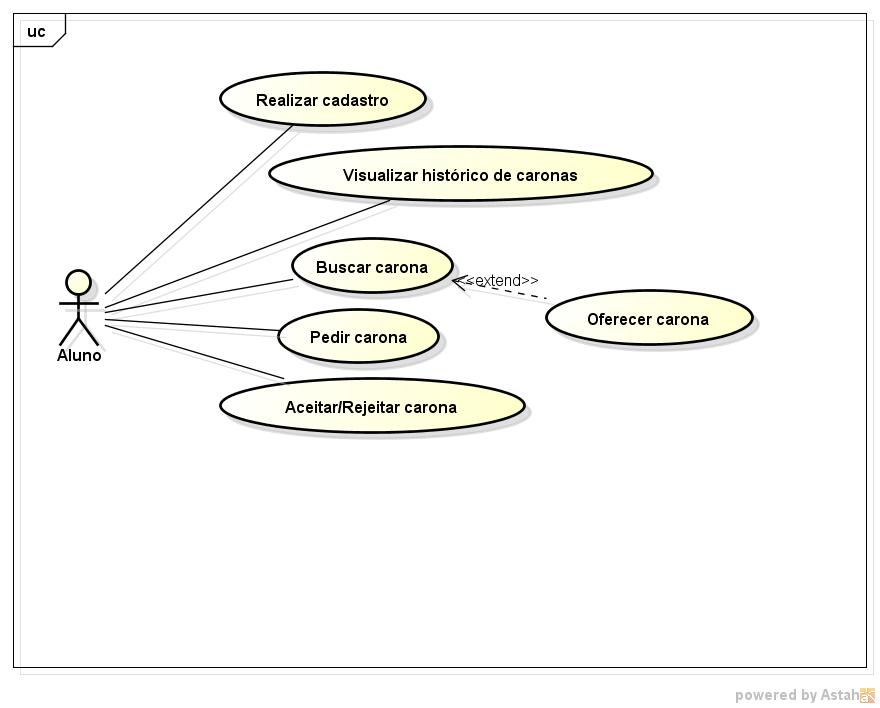 uc
Realizar cadastro
Visualizar histórico de caronas
Buscar carona
<<extend>>
Oferecer carona
Pedir carona
Aluno
Aceitar/Rejeitar carona
powered by Astah